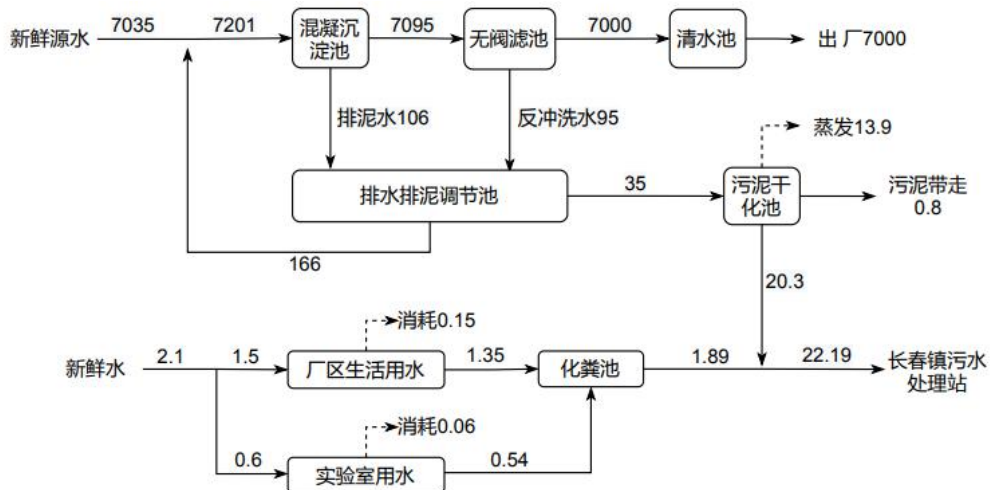 新鲜源水
7035
7201
混凝沉
淀池
7095
无阀滤池
7000
清水池
出 厂7000
排泥水106
反冲洗水95
蒸发13.9
排水排泥调节池
35
污泥干
化池
污泥带走
0.8
166
20.3
消耗0.15
新鲜水
2.1
1.5
厂区生活用水
1.35
化粪池
1.89
22.19
长春镇污水
处理站
消耗0.06
0.6
实验室用水
0.54